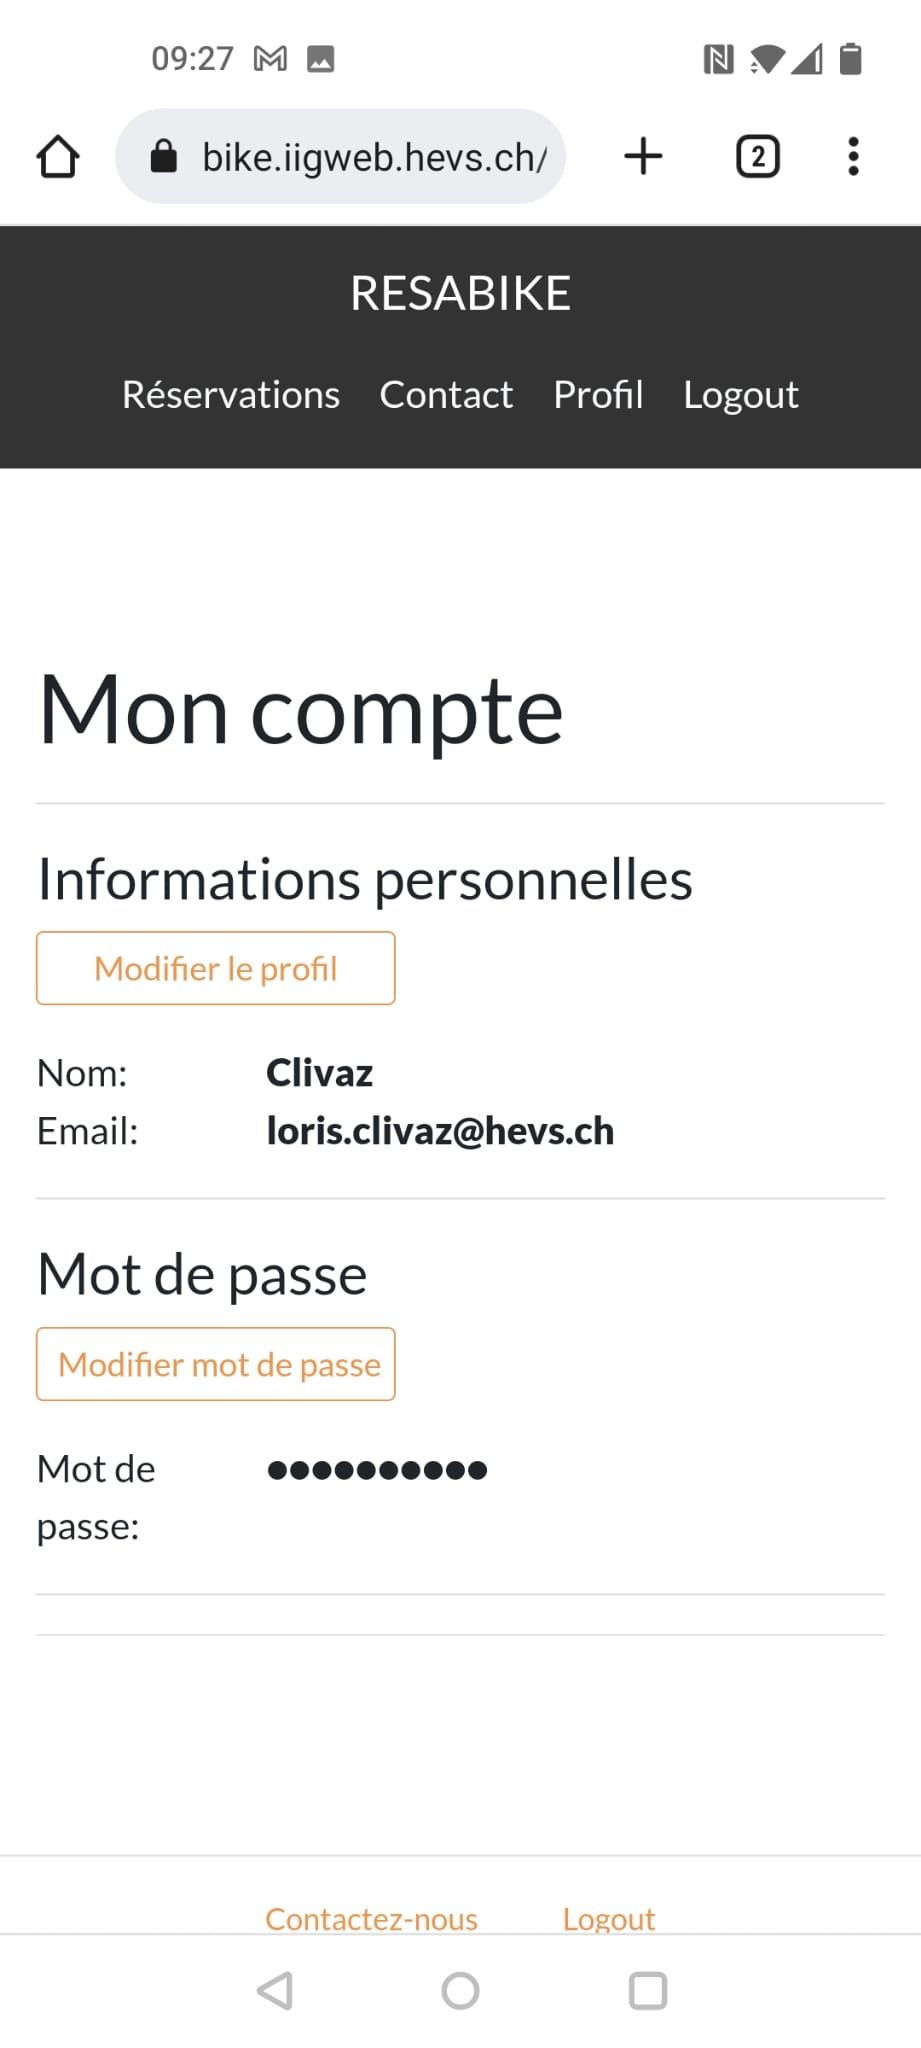 09:27
bike.iigweb.hevs.ch/
2
RESABIKE
Réservations Contact Profil Logout
Mon compte
Informations personnelles
Modifier le profil
Nom: Clivaz
Email: loris.clivaz@hevs.ch
Mot de passe
Modifier mot de passe
Mot de ●●●●●●●●●●
passe:
Contactez-nous Logout